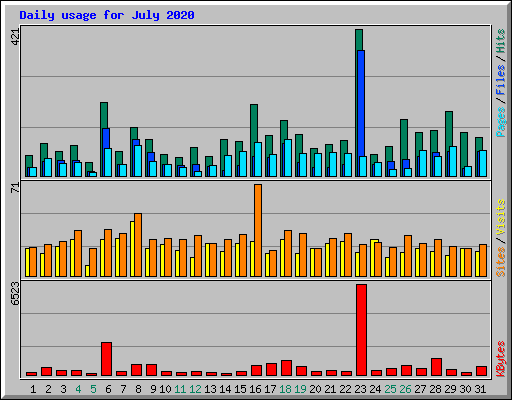 Daily usage for July 2020
421
Pages / Files / Hits
71
Sites / Visits
6523
KBytes
1 2 3 4 5 6 7 8 9 10 11 12 13 14 15 16 17 18 19 20 21 22 23 24 25 26 27 28 29 30 31